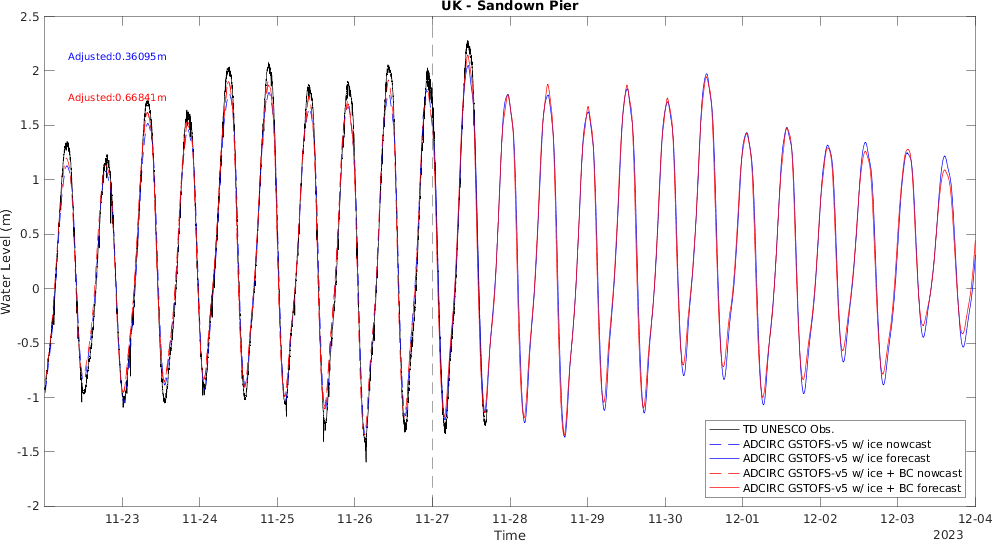 UK - Sandown Pier
2.5
2
1.5
1
0.5
0
-0.5
-1
-1.5
-2
Water Level (m)
Adjusted:0.36095m
Adjusted:0.66841m
TD UNESCO Obs.
ADCIRC GSTOFS-v5 w/ ice nowcast
ADCIRC GSTOFS-v5 w/ ice forecast
ADCIRC GSTOFS-v5 w/ ice + BC nowcast
ADCIRC GSTOFS-v5 w/ ice + BC forecast
11-23 11-24 11-25 11-26 11-27 11-28 11-29 11-30 12-01 12-02 12-03 12-04
Time
2023